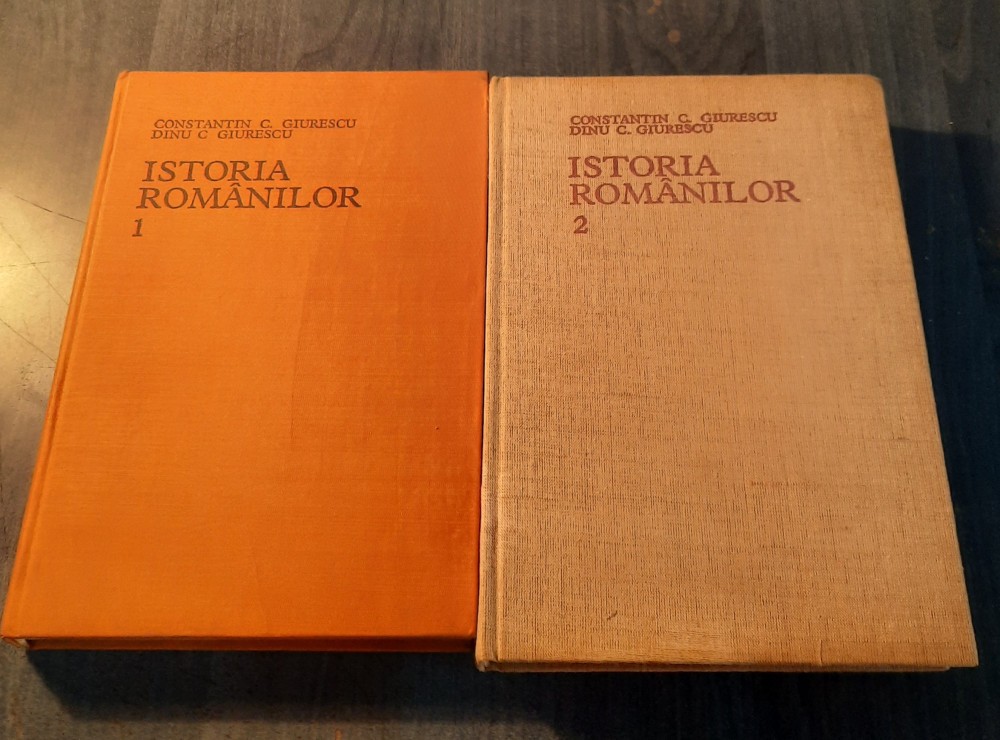 CONSTANTIN C. GIURESCU
DINU C GIURESCU
ISTORIA
ROMÂNILOR
1
CONSTANTIN C. GIURESCU
DINU C. GIURESCU
ISTORIA
ROMÂNILOR
2